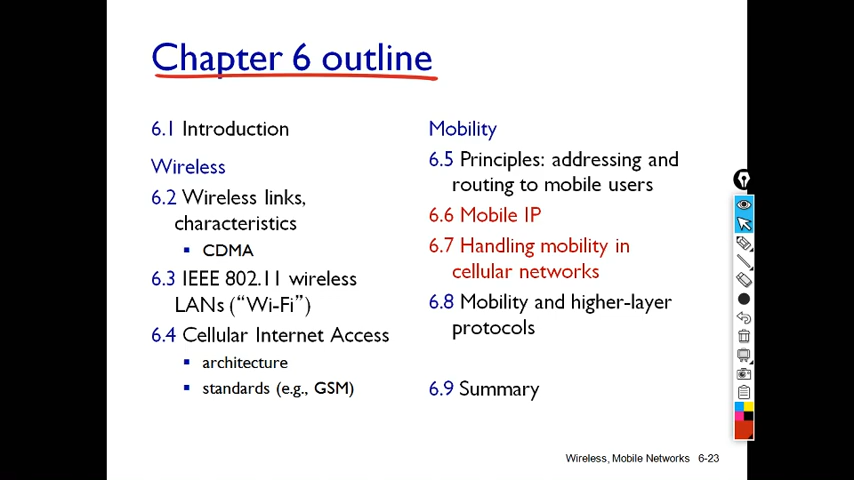 Chapter 6 outline
6.1 Introduction
Wireless
6.2 Wireless links,
characteristics
▪ CDMA
6.3 IEEE 802.11 wireless
LANs (“Wi-Fi”)
6.4 Cellular Internet Access
▪ architecture
▪ standards (e.g., GSM)
Mobility
6.5 Principles: addressing and
routing to mobile users
6.6 Mobile IP
6.7 Handling mobility in
cellular networks
6.8 Mobility and higher-layer
protocols
6.9 Summary
Wireless, Mobile Networks 6-23